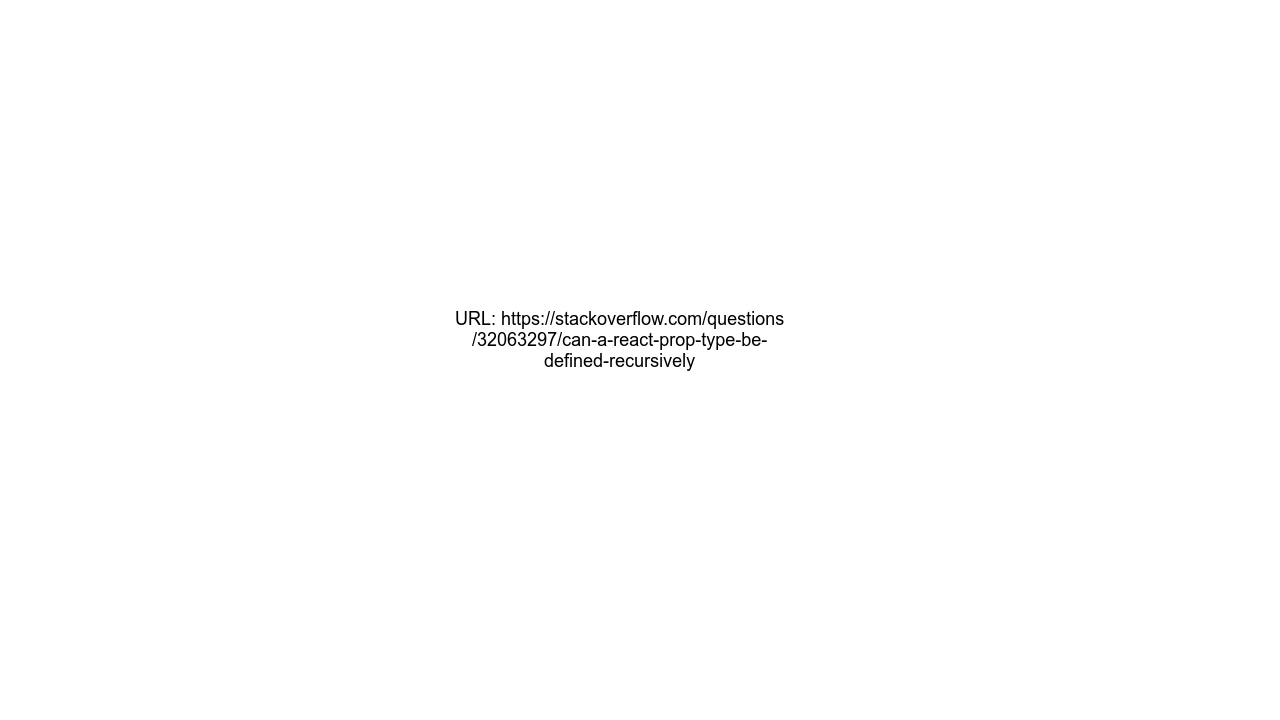 URL: https://stackoverflow.com/questions
/32063297/can-a-react-prop-type-be-
defined-recursively